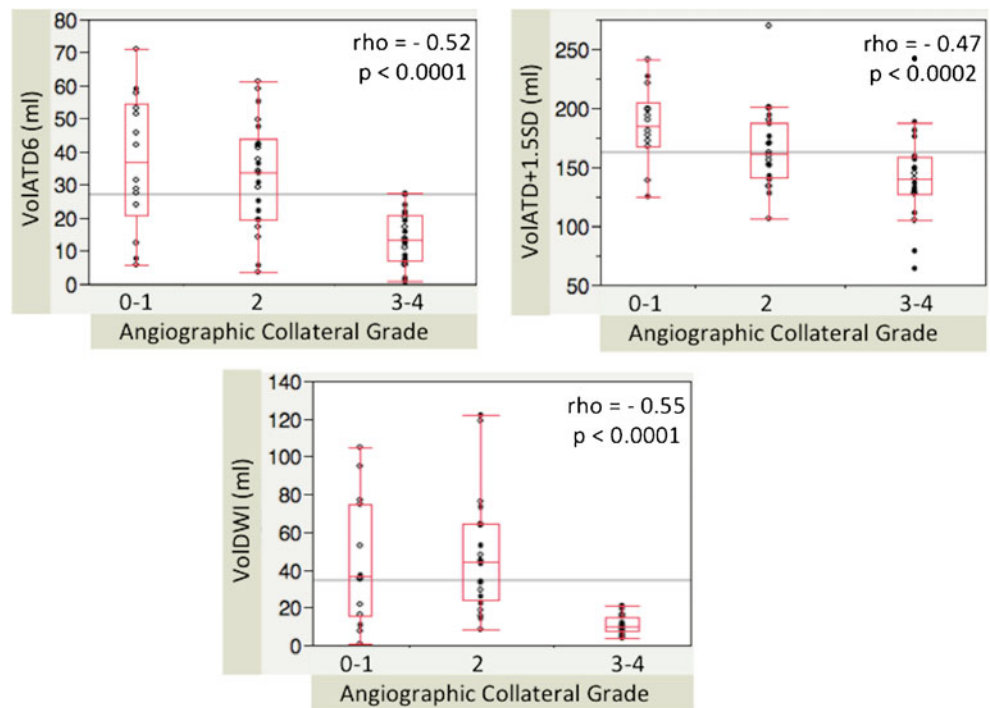 VolATD6 (ml)
80
70
60
50
40
30
20
10
0
rho = - 0.52
p < 0.0001
0-1 2 3-4
Angiographic Collateral Grade
VolATD+1.5SD (ml)
250
200
150
100
50
rho = - 0.47
p < 0.0002
0-1 2 3-4
Angiographic Collateral Grade
VolDWI (ml)
140
120
100
80
60
40
20
0
rho = - 0.55
p < 0.0001
0-1 2 3-4
Angiographic Collateral Grade